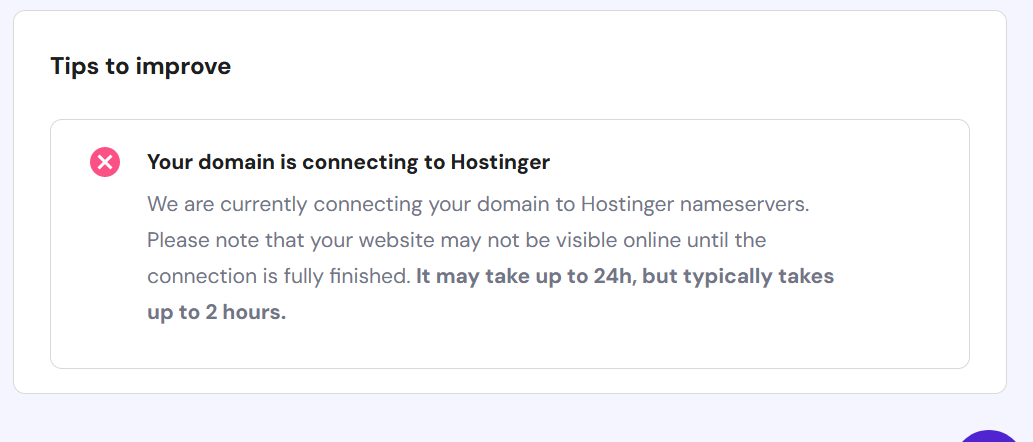 Tips to improve
Your domain is connecting to Hostinger
We are currently connecting your domain to Hostinger nameservers.
Please note that your website may not be visible online until the
connection is fully finished. It may take up to 24h, but typically takes
up to 2 hours.